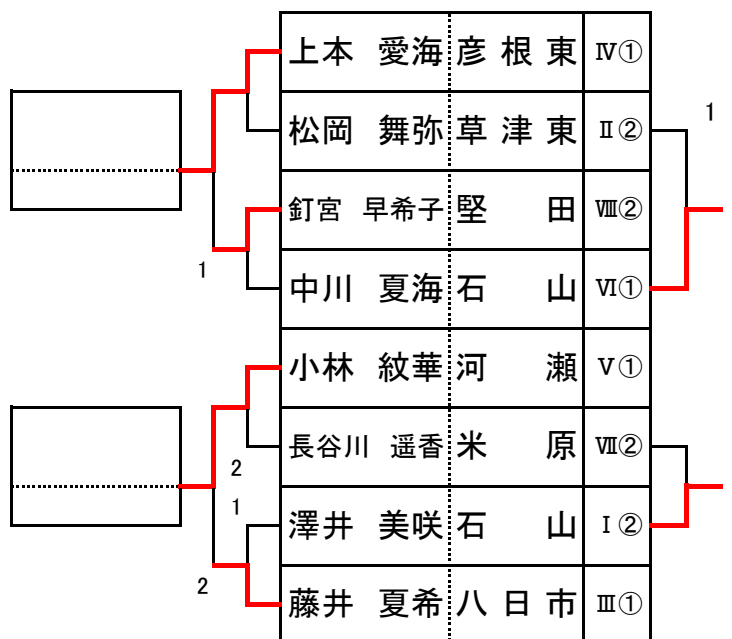 上本 愛海 彦根東 Ⅳ①
松岡 舞弥 草津東 Ⅱ② 1
釘宮 早希子 堅田 Ⅷ②
1 中川 夏海 石山 Ⅵ①
小林 紋華 河瀬 Ⅴ①
2 長谷川 遥香 米原 Ⅶ②
1 澤井 美咲 石山 Ⅰ②
2 藤井 夏希 八日市 Ⅲ①